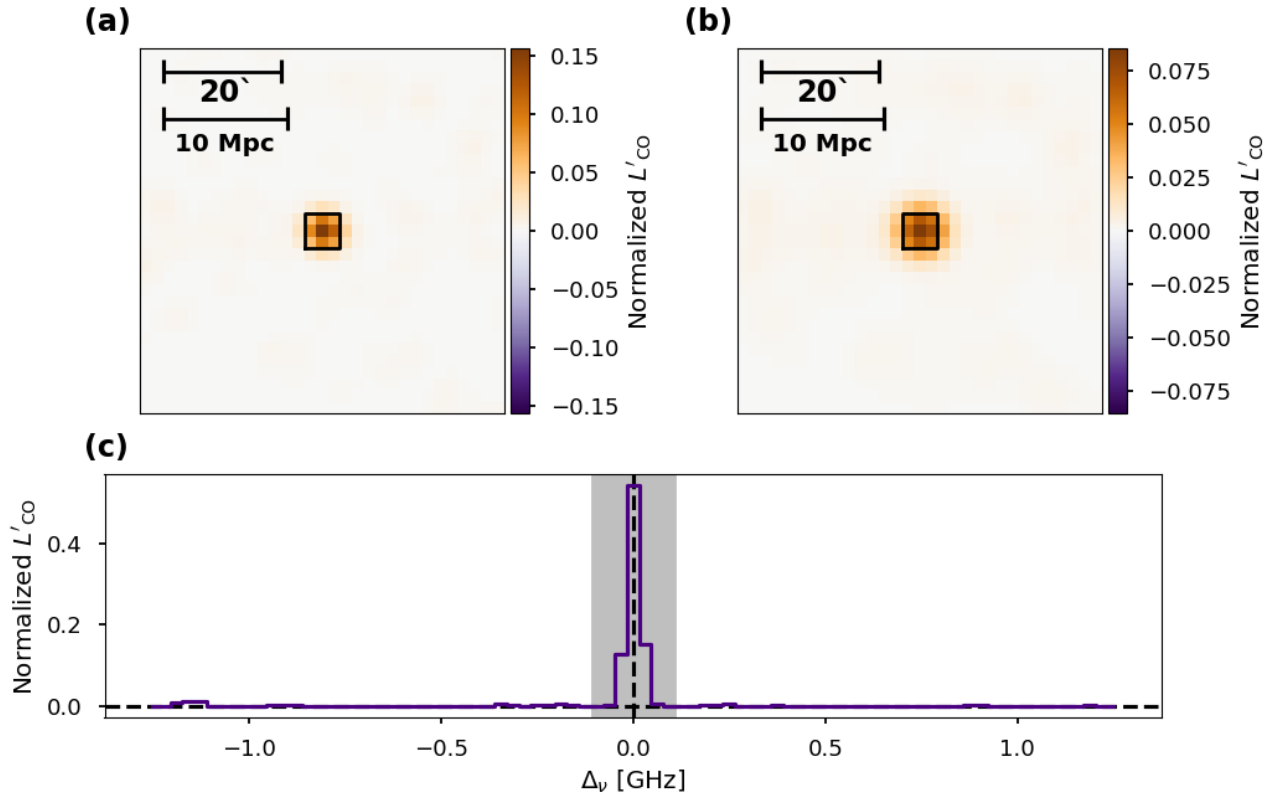 (a)
20`
10 Mpc
0.15
0.10
0.05
0.00
−0.05
−0.10
−0.15
Normalized L′CO
(b)
20`
10 Mpc
0.075
0.050
0.025
0.000
−0.025
−0.050
−0.075
Normalized L′CO
(c)
Normalized L′CO
0.4
0.2
0.0
−1.0
−0.5
0.0
0.5
1.0
Δν [GHz]